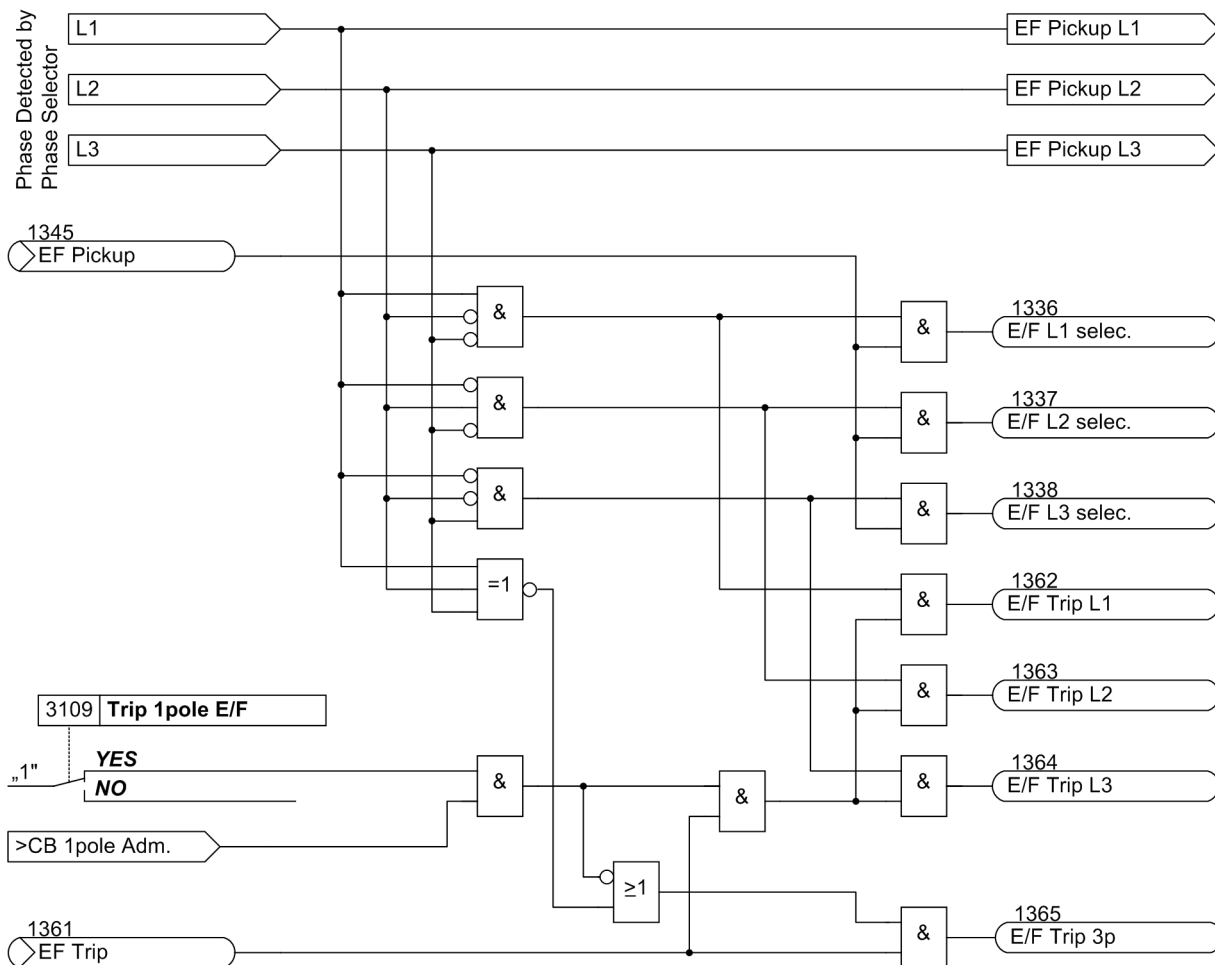 Phase Detected by
Phase Selector
L1
EF Pickup L1
L2
EF Pickup L2
L3
EF Pickup L3
1345
EF Pickup
&
&
1336
E/F L1 selec.
&
&
1337
E/F L2 selec.
&
&
1338
E/F L3 selec.
=1
&
1362
E/F Trip L1
&
1363
E/F Trip L2
3109 Trip 1pole E/F
„1"
YES
NO
&
&
&
1364
E/F Trip L3
>CB 1pole Adm.
≥1
1361
EF Trip
&
1365
E/F Trip 3p